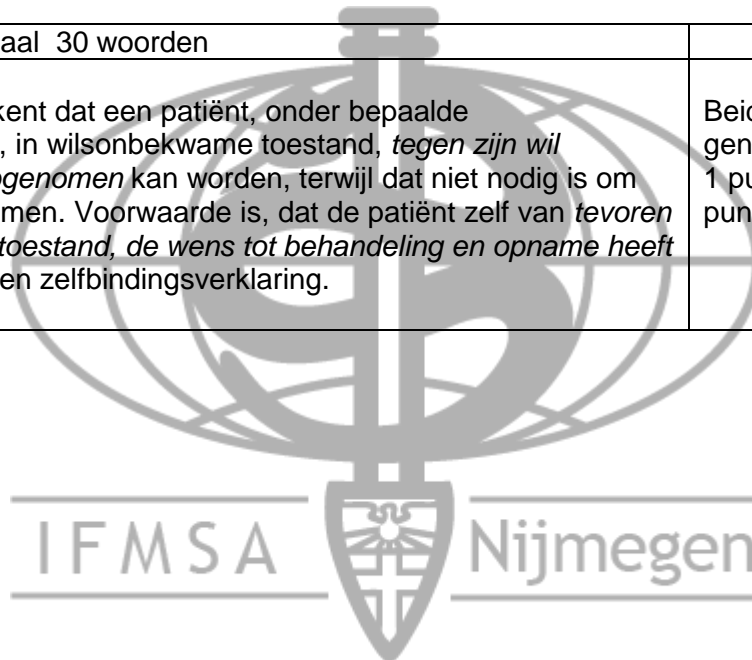 aal 30 woorden
kent dat een patiënt, onder bepaalde
, in wilsonbekwame toestand, tegen zijn wil
ogenomen kan worden, terwijl dat niet nodig is om
men. Voorwaarde is, dat de patiënt zelf van tevoren
toestand, de wens tot behandeling en opname heeft
en zelfbindingsverklaring.
Beid
gen
1 pu
pun
IFMSA Nijmegen